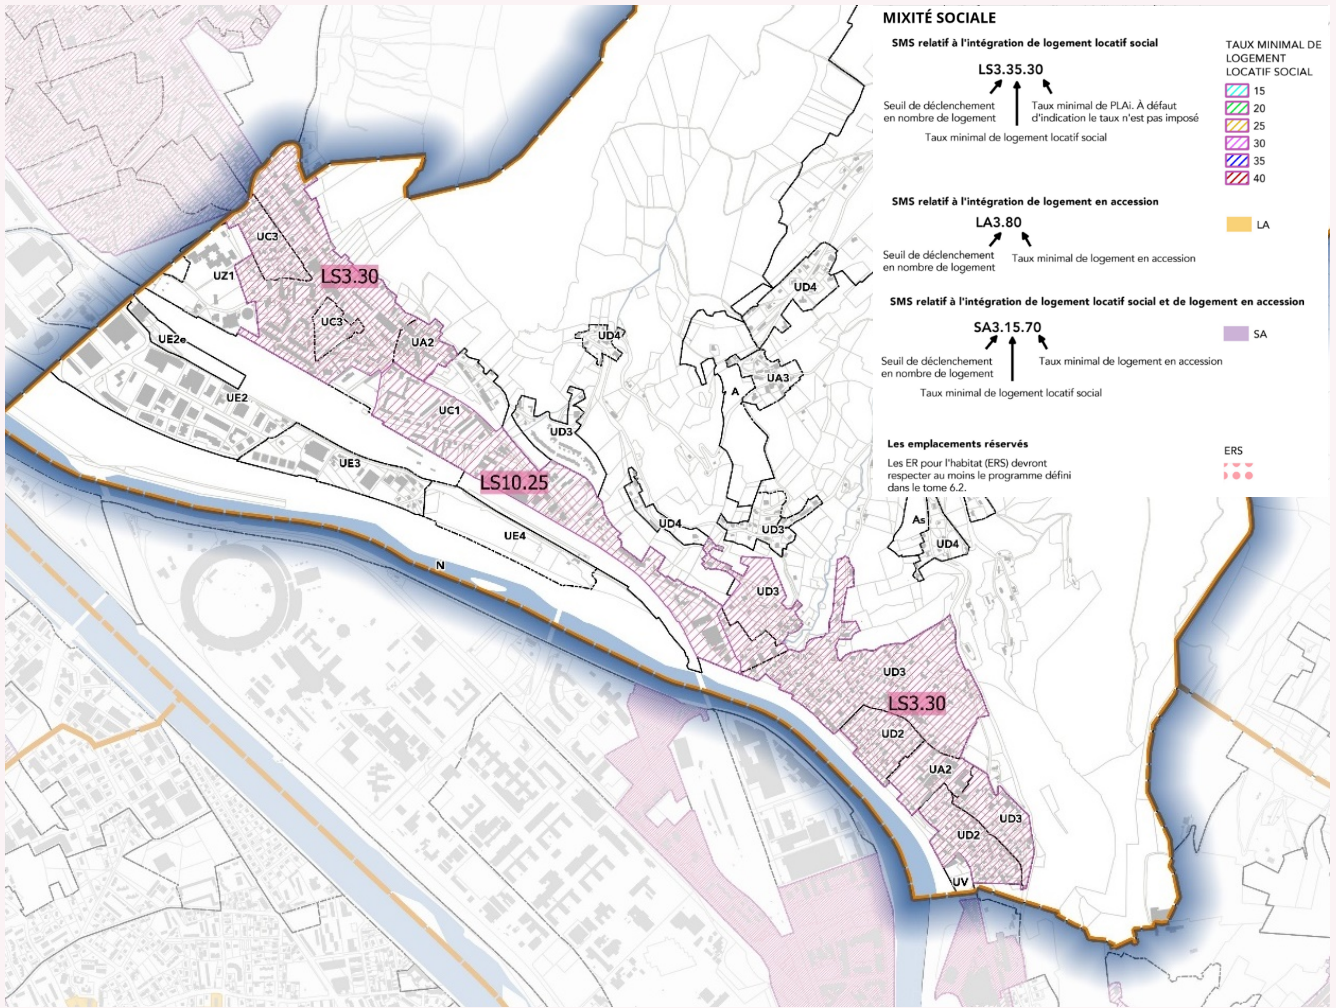 MIXITÉ SOCIALE
SMS relatif à l'intégration de logement locatif social
LS3.35.30
Seuil de déclenchement
en nombre de logement
Taux minimal de PLAi. À défaut
d'indication le taux n'est pas imposé
Taux minimal de logement locatif social
TAUX MINIMAL DE
LOGEMENT
LOCATIF SOCIAL
15
20
25
30
35
40
SMS relatif à l'intégration de logement en accession
LA3.80
Seuil de déclenchement
en nombre de logement
Taux minimal de logement en accession
LA
SMS relatif à l'intégration de logement locatif social et de logement en accession
SA3.15.70
Seuil de déclenchement
en nombre de logement
Taux minimal de logement en accession
Taux minimal de logement locatif social
SA
Les emplacements réservés
Les ER pour l'habitat (ERS) devront
respecter au moins le programme défini
dans le tome 6.2.
ERS
UC3
UZ1
LS3.30
UD4
UC3
UE2e
UA2
UD4
UA3
A
UE2
UC1
UD3
UE3
LS10.25
UD4
UD3
As
UD4
UE4
N
UD3
UD3
LS3.30
UD2
UA2
UD3
UD2
UV